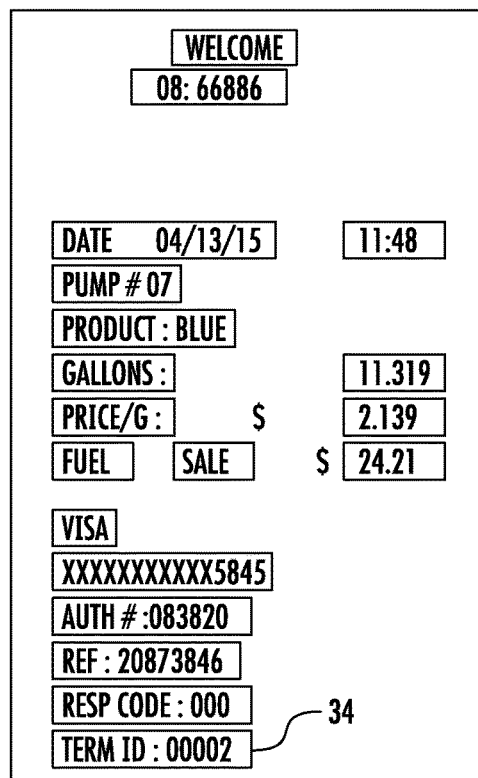 WELCOME
08: 66886
DATE 04/13/15 11:48
PUMP # 07
PRODUCT : BLUE
GALLONS : 11.319
PRICE/G : $ 2.139
FUEL SALE $ 24.21
VISA
XXXXXXXXXXX5845
AUTH # :083820
REF : 20873846
RESP CODE : 000
TERM ID : 00002
34